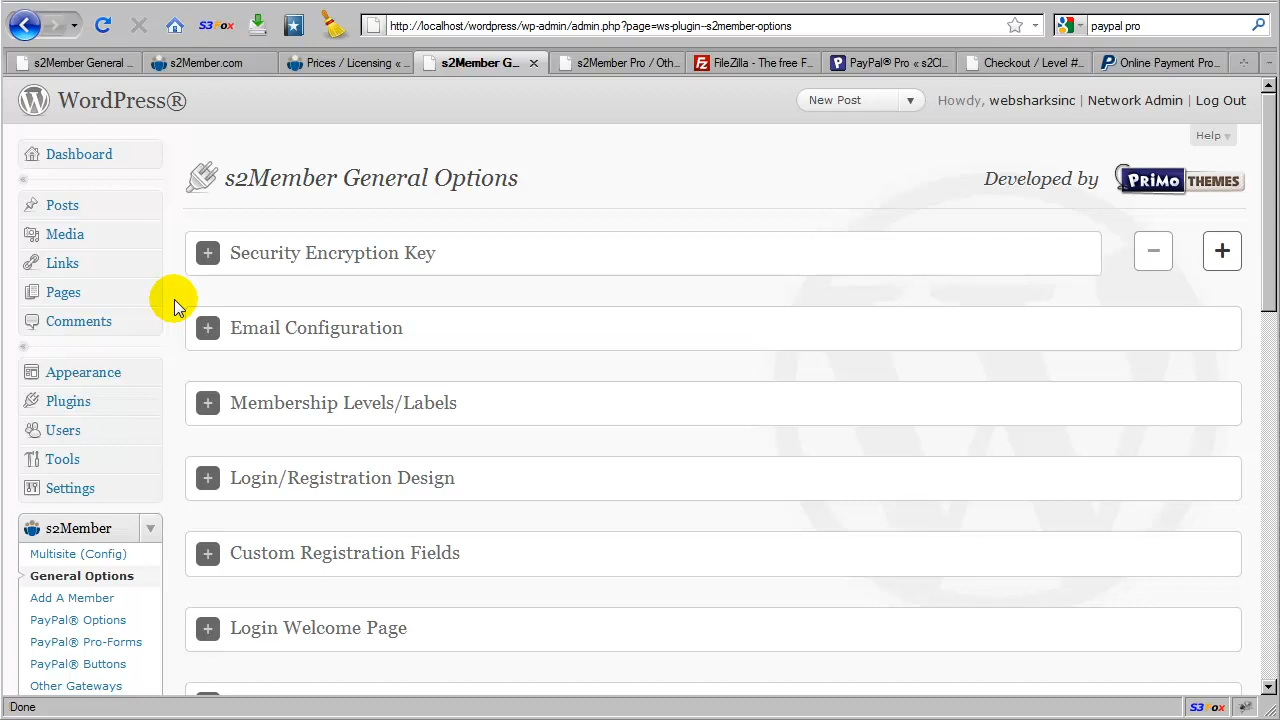 S3Fox
http://localhost/wordpress/wp-admin/admin.php?page=ws-plugin--s2member-options
paypal pro
s2Member General ...
s2Member.com
Prices / Licensing « ...
s2Member G...
s2Member Pro / Oth...
FileZilla - The free F...
PayPal® Pro « s2Cl...
Checkout / Level #...
Online Payment Pro...
WordPress®
New Post
Howdy, websharksinc | Network Admin | Log Out
Help
Dashboard
Posts
Media
Links
Pages
Comments
Appearance
Plugins
Users
Tools
Settings
s2Member
Multisite (Config)
General Options
Add A Member
PayPal® Options
PayPal® Pro-Forms
PayPal® Buttons
Other Gateways
s2Member General Options
Developed by PRiMo THEMES
Security Encryption Key
Email Configuration
Membership Levels/Labels
Login/Registration Design
Custom Registration Fields
Login Welcome Page
Done
S3Fox